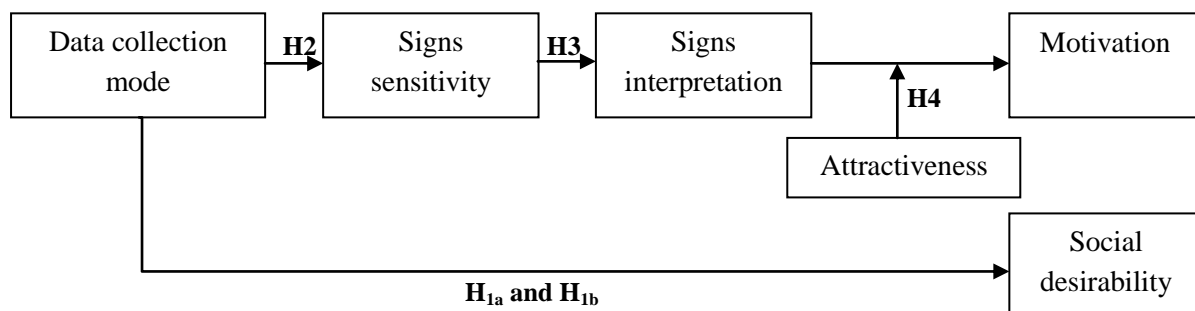 Data collection
mode
H2
Signs
sensitivity
H3
Signs
interpretation
H4
Motivation
Attractiveness
Social
desirability
H1a and H1b